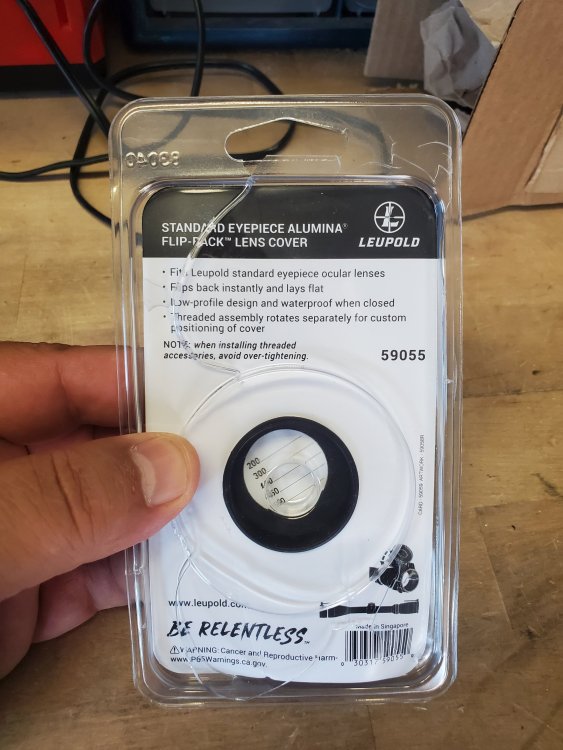 STANDARD EYEPIECE ALUMINA®
FLIP-BACK™ LENS COVER
LEUPOLD
• Fits Leupold standard eyepiece ocular lenses
• Flips back instantly and lays flat
• Low-profile design and waterproof when closed
• Threaded assembly rotates separately for custom
positioning of cover
NOTE: when installing threaded
accessories, avoid over-tightening.
59055
200
300
www.leupold.com
BE RELENTLESS™
Made in Singapore
WARNING: Cancer and Reproductive Harm-
www.P65Warnings.ca.gov.